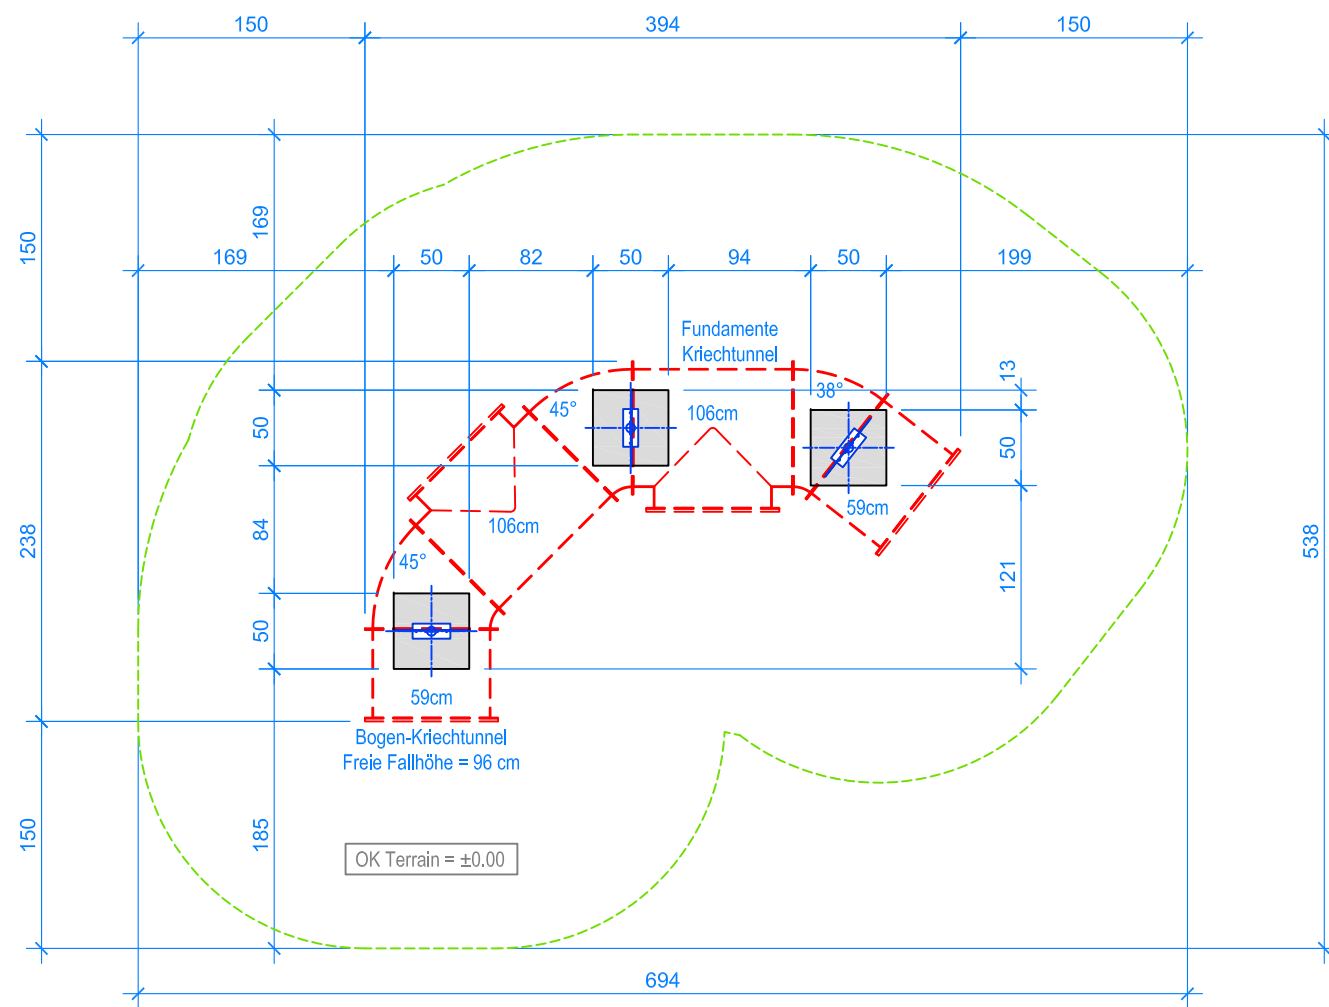 150 394 150
169
150
169 50 82 50 94 50 199
Fundamente
Kriechtunnel
13
38°
45° 106cm
50 50
59cm
106cm
84
238 538
45° 121
50
59cm
Bogen-Kriechtunnel
Freie Fallhöhe = 96 cm
150 185
OK Terrain = ±0.00
694